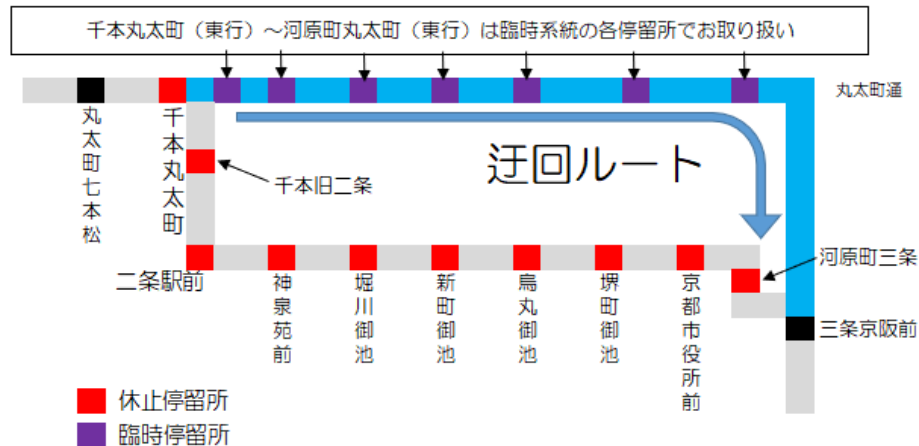 千本丸太町（東行）～河原町丸太町（東行）は臨時系統の各停留所でお取り扱い
丸太町通
丸太町七本松
千本丸太町
千本旧二条
迂回ルート
二条駅前
神泉苑前
堀川御池
新町御池
烏丸御池
堺町御池
京都市役所前
河原町三条
三条京阪前
休止停留所
臨時停留所